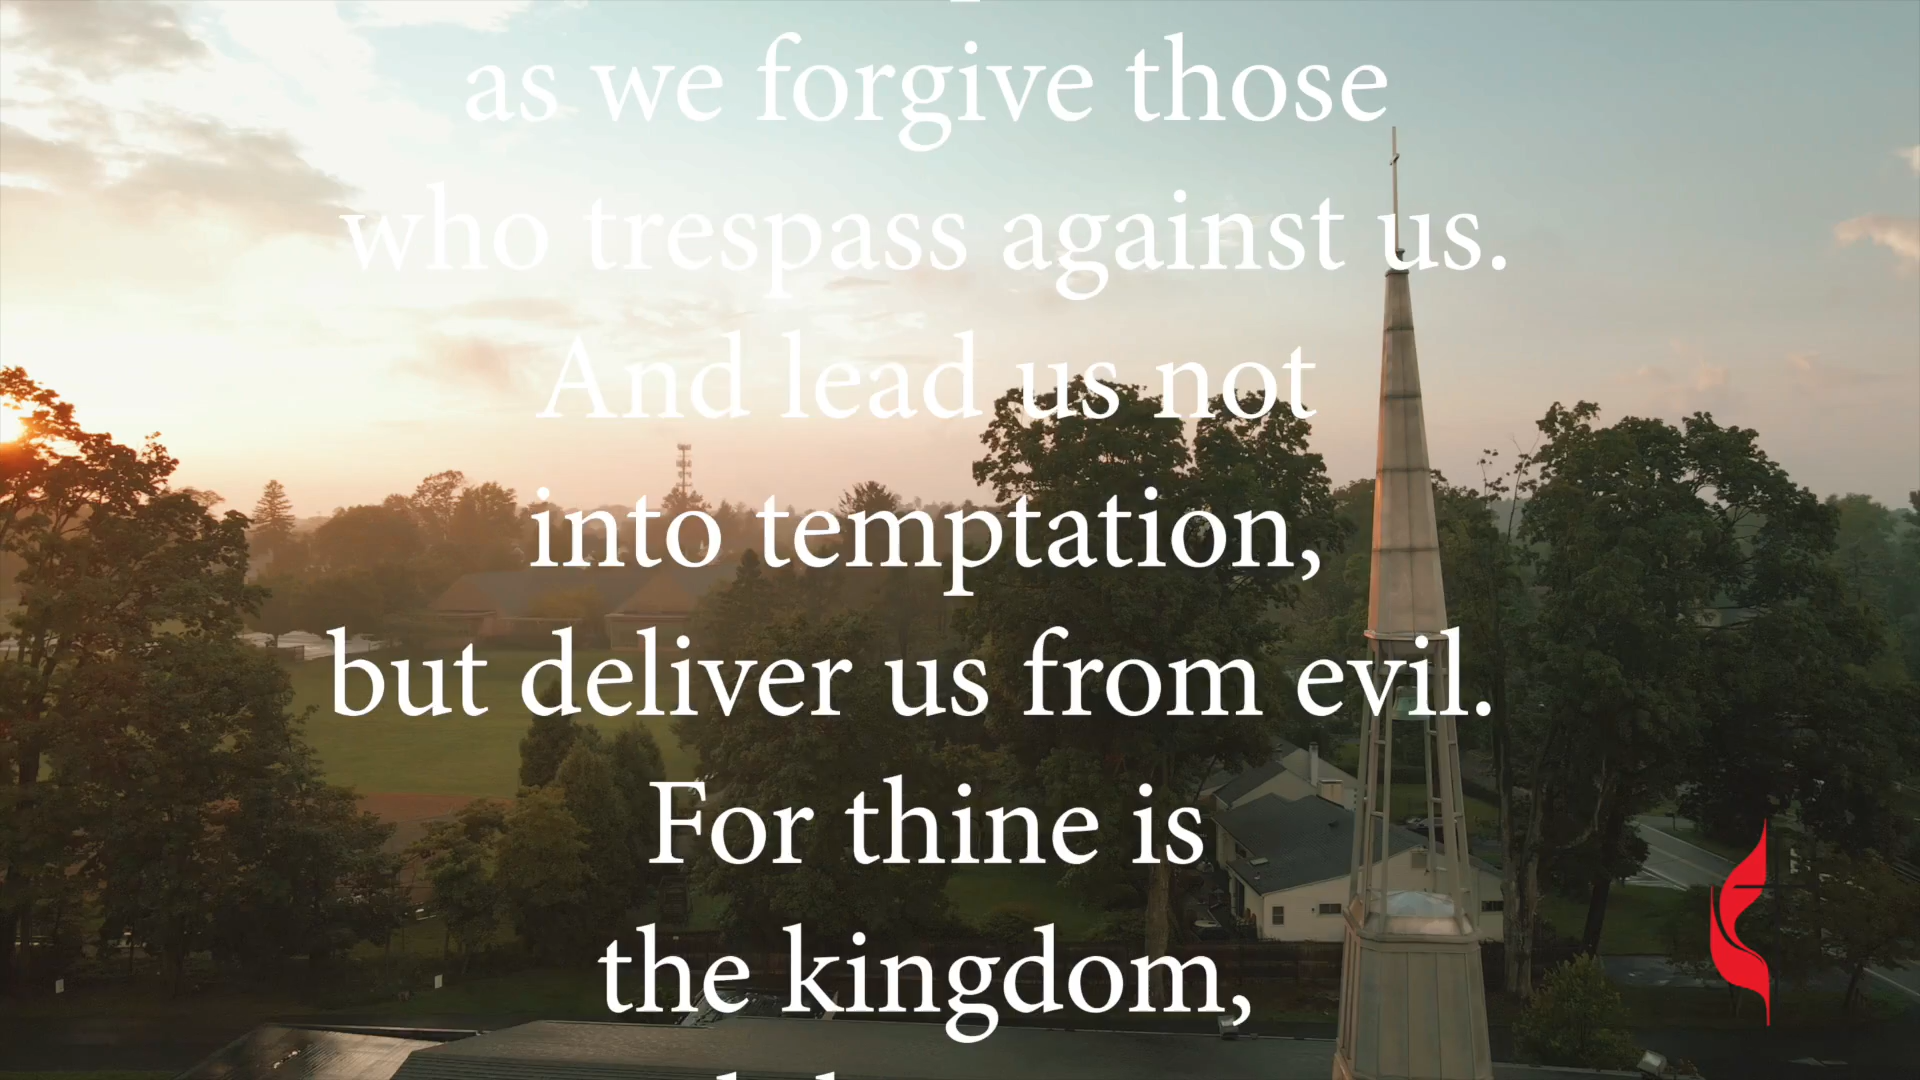 as we forgive those
who trespass against us.
And lead us not
into temptation,
but deliver us from evil.
For thine is
the kingdom,